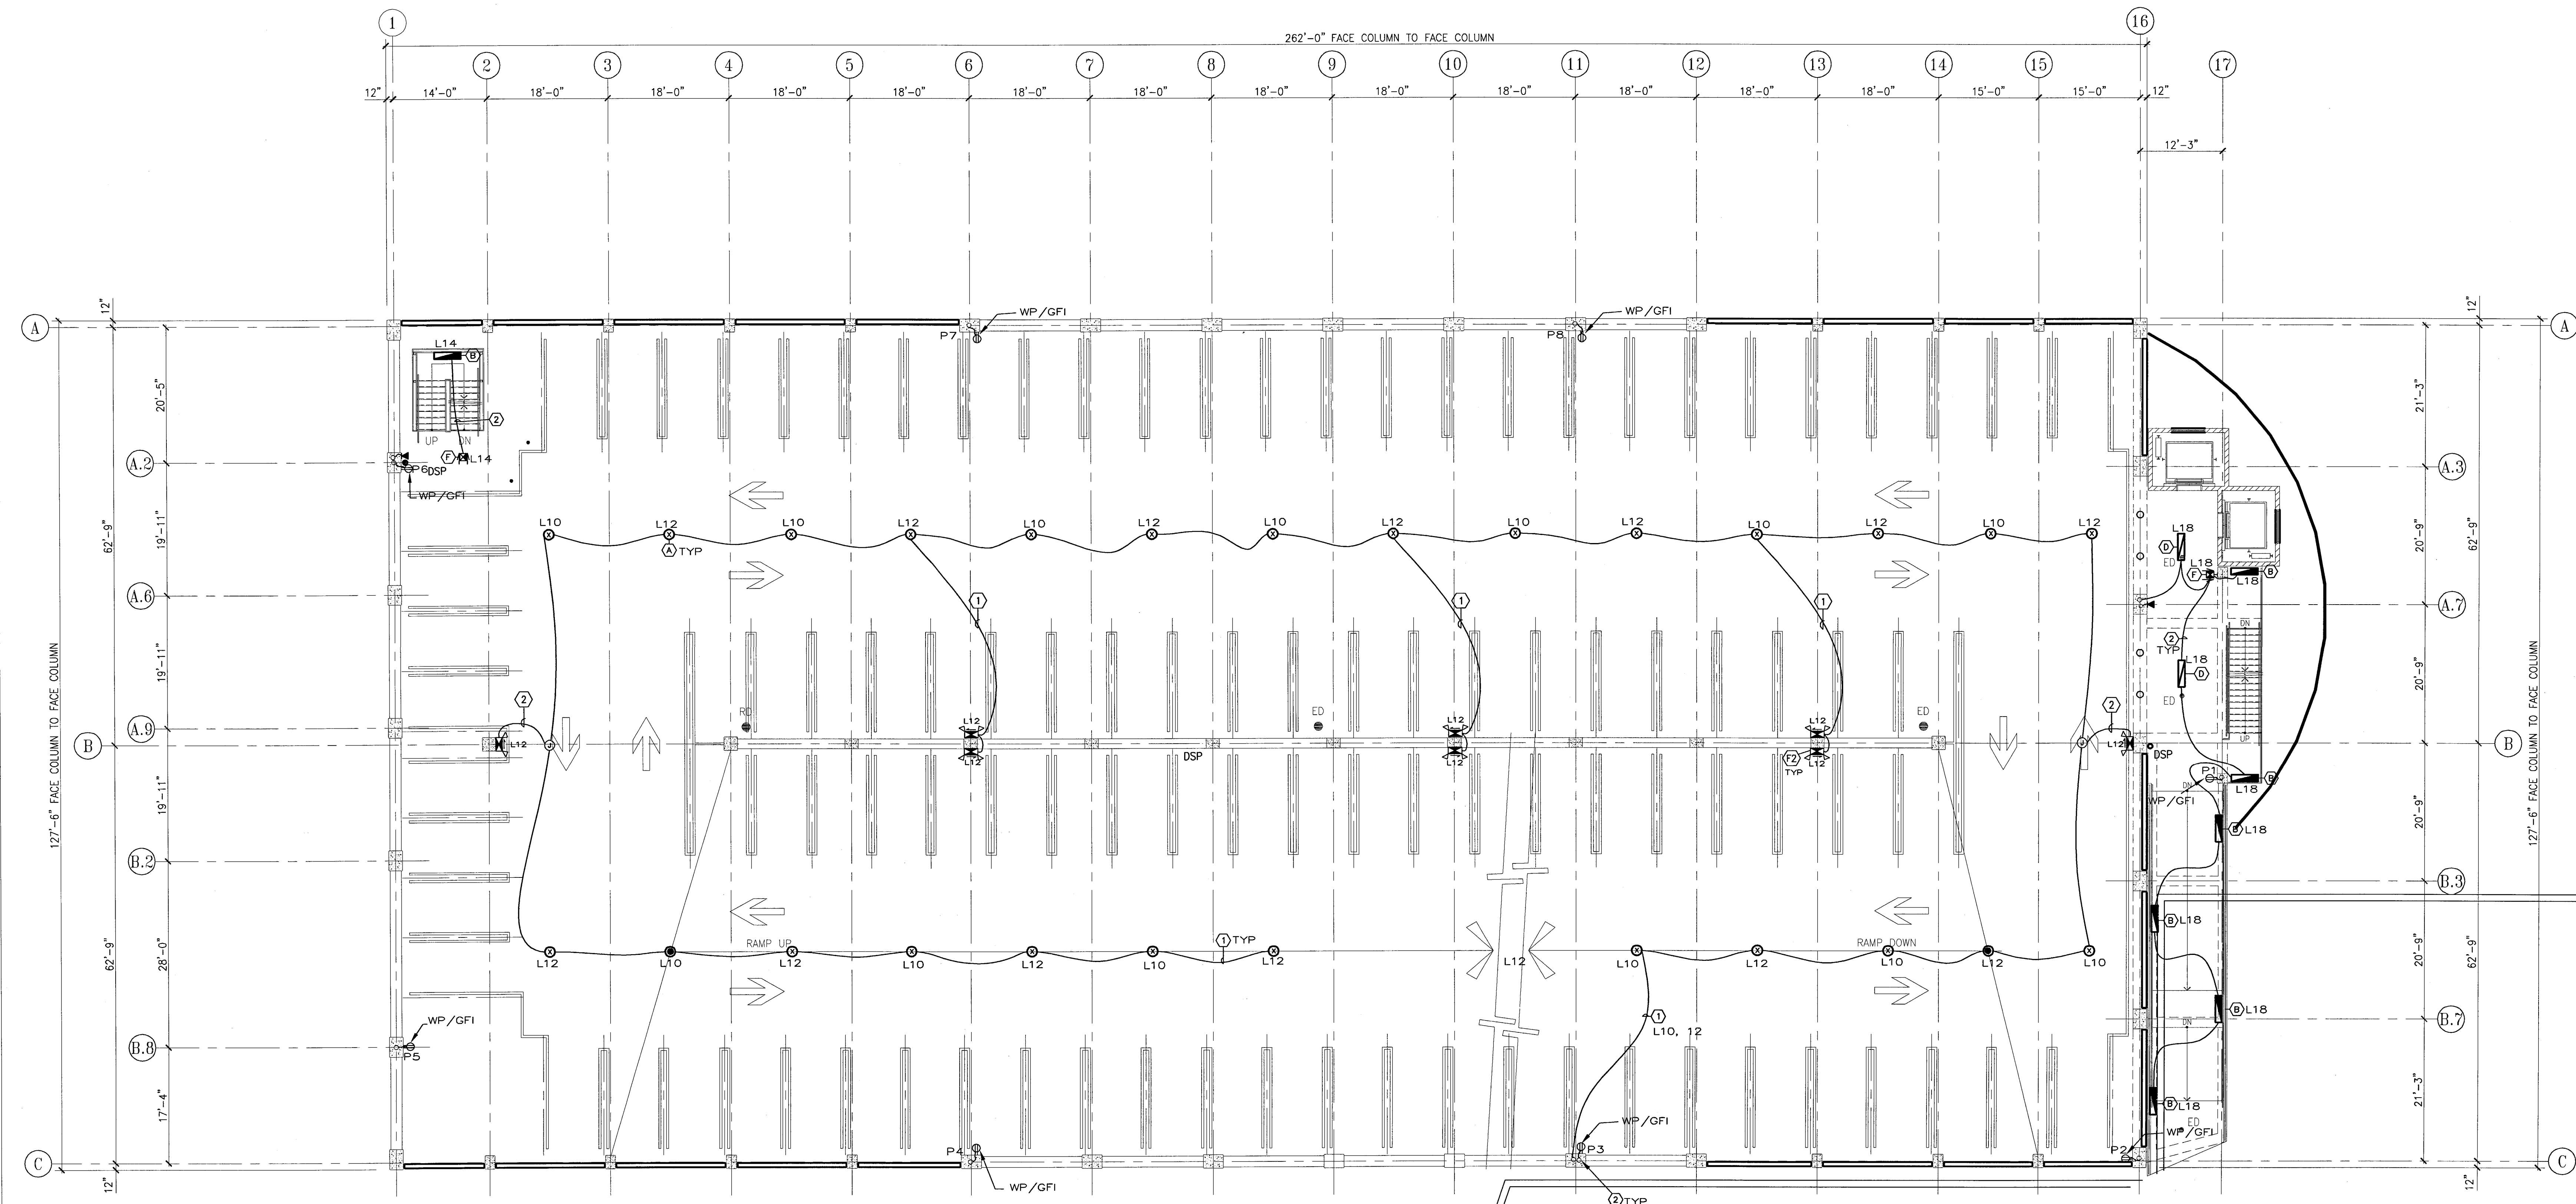 1
16
262'-0" FACE COLUMN TO FACE COLUMN
2
3
4
5
6
7
8
9
10
11
12
13
14
15
17
12"
14'-0"
18'-0"
18'-0"
18'-0"
18'-0"
18'-0"
18'-0"
18'-0"
18'-0"
18'-0"
18'-0"
18'-0"
18'-0"
15'-0"
15'-0"
12"
12'-3"
12"
12"
A
WP/GFI
WP/GFI
A
P7
P8
L14
B
20'-5"
21'-3"
2
UP
DN
F
L14
A.2
P6
DSP
A.3
WP/GFI
62'-9"
19'-11"
L10
L12
L10
L12
L10
L12
L10
L12
L10
L12
L10
L12
L10
L12
A
TYP
L18
D
ED
20'-9"
62'-9"
L18
F
L18
B
A.6
1
1
1
A.7
DN
2
TYP
L18
D
127'-6" FACE COLUMN TO FACE COLUMN
19'-11"
20'-9"
127'-6" FACE COLUMN TO FACE COLUMN
2
RD
ED
ED
ED
2
A.9
L12
L12
L12
UP
B
L12
J
J
L12
DSP
B
DSP
L12
L12
F2
TYP
L12
P1
B
L18
DN
WP/GFI
19'-11"
20'-9"
B
L18
B.2
B.3
B
L18
RAMP UP
1
TYP
RAMP DOWN
62'-9"
28'-0"
L12
L10
L12
L10
L12
L10
L12
L12
L10
L12
L10
L12
L10
20'-9"
62'-9"
B
L18
WP/GFI
1
L10, 12
DN
B.7
P5
B.8
17'-4"
21'-3"
B
L18
ED
P4
WP/GFI
P3
P2
WP/GFI
C
C
12"
WP/GFI
2
TYP
12"